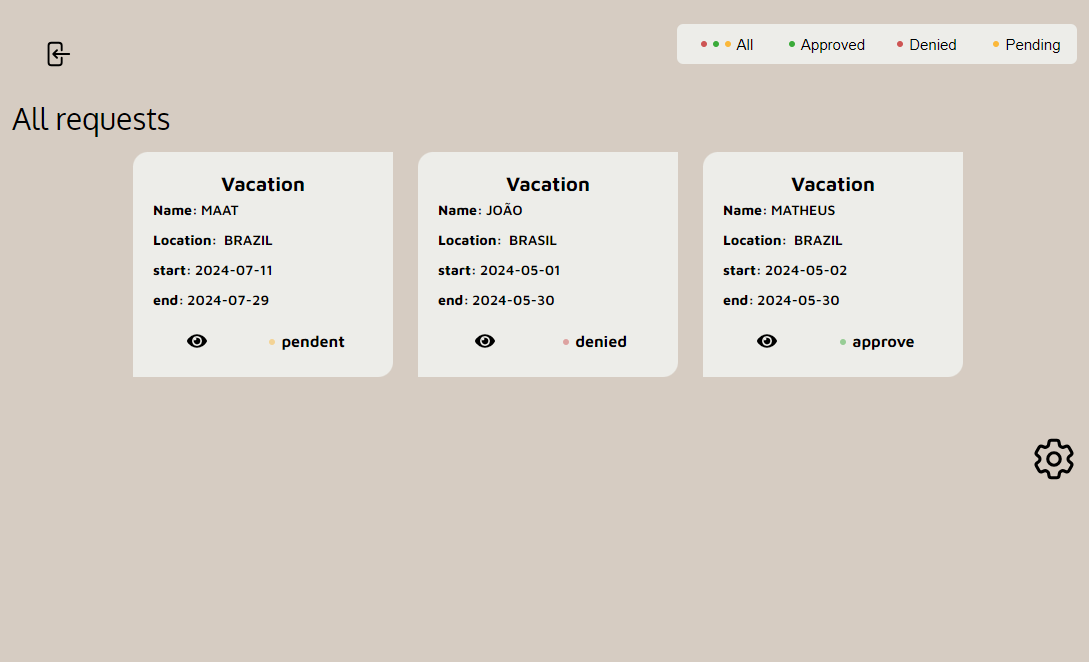 All Approved Denied Pending
All requests
Vacation
Name: MAAT
Location: BRAZIL
start: 2024-07-11
end: 2024-07-29
pendent
Vacation
Name: JOÃO
Location: BRASIL
start: 2024-05-01
end: 2024-05-30
denied
Vacation
Name: MATHEUS
Location: BRAZIL
start: 2024-05-02
end: 2024-05-30
approve